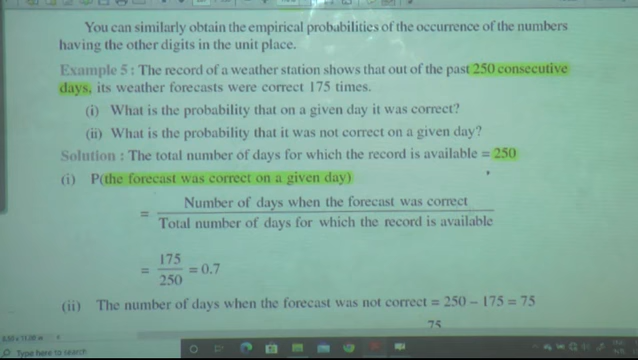 You can similarly obtain the empirical probabilities of the occurrence of the numbers
having the other digits in the unit place.
Example 5 : The record of a weather station shows that out of the past 250 consecutive
days, its weather forecasts were correct 175 times.
(i) What is the probability that on a given day it was correct?
(ii) What is the probability that it was not correct on a given day?
Solution : The total number of days for which the record is available = 250
(i) P(the forecast was correct on a given day)
= Number of days when the forecast was correct
Total number of days for which the record is available
= 175
250
= 0.7
(ii) The number of days when the forecast was not correct = 250 – 175 = 75
75
Type here to search